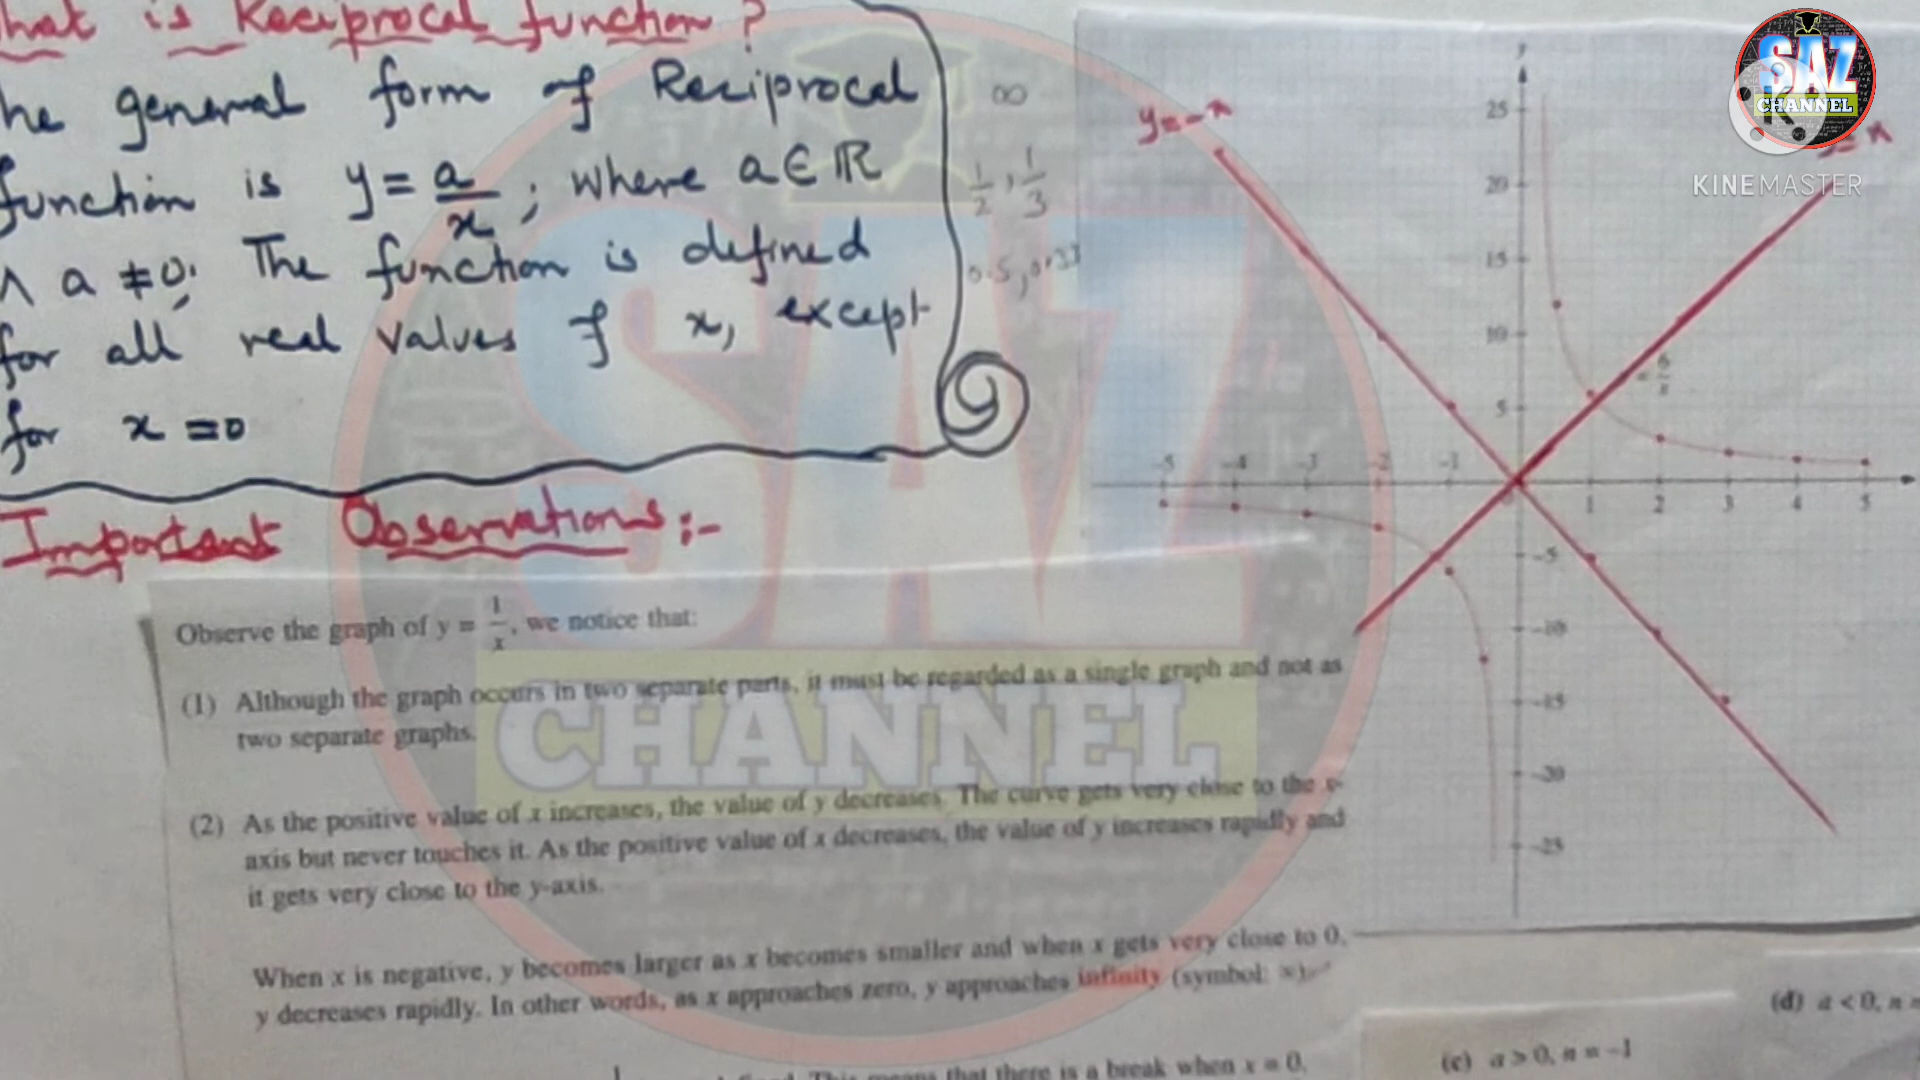 hat is Reciprocal function ?
he general form of Reciprocal
function is y = a/x ; where a ∈ ℝ
∧ a ≠ 0. The function is defined
for all real values of x, except
for x = 0
∞
1/2 , 1/3
0.5, 0.33
Important Observations :-
Observe the graph of y = 1/x, we notice that:
(1) Although the graph occurs in two separate parts, it must be regarded as a single graph and not as
two separate graphs.
(2) As the positive value of x increases, the value of y decreases. The curve gets very close to the x-
axis but never touches it. As the positive value of x decreases, the value of y increases rapidly and
it gets very close to the y-axis.
When x is negative, y becomes larger as x becomes smaller and when x gets very close to 0,
y decreases rapidly. In other words, as x approaches zero, y approaches infinity (symbol: ∞).
This means that there is a break when x = 0,
y = -x
= x
y
25
20
15
10
5
-5 -4 -3 -2 -1
1 2 3 4 5
-5
-10
-15
-20
-25
= 6/x
(c) a > 0, n = -1
(d) a < 0, n =
SAZ
CHANNEL
KINEMASTER
SAZ
CHANNEL